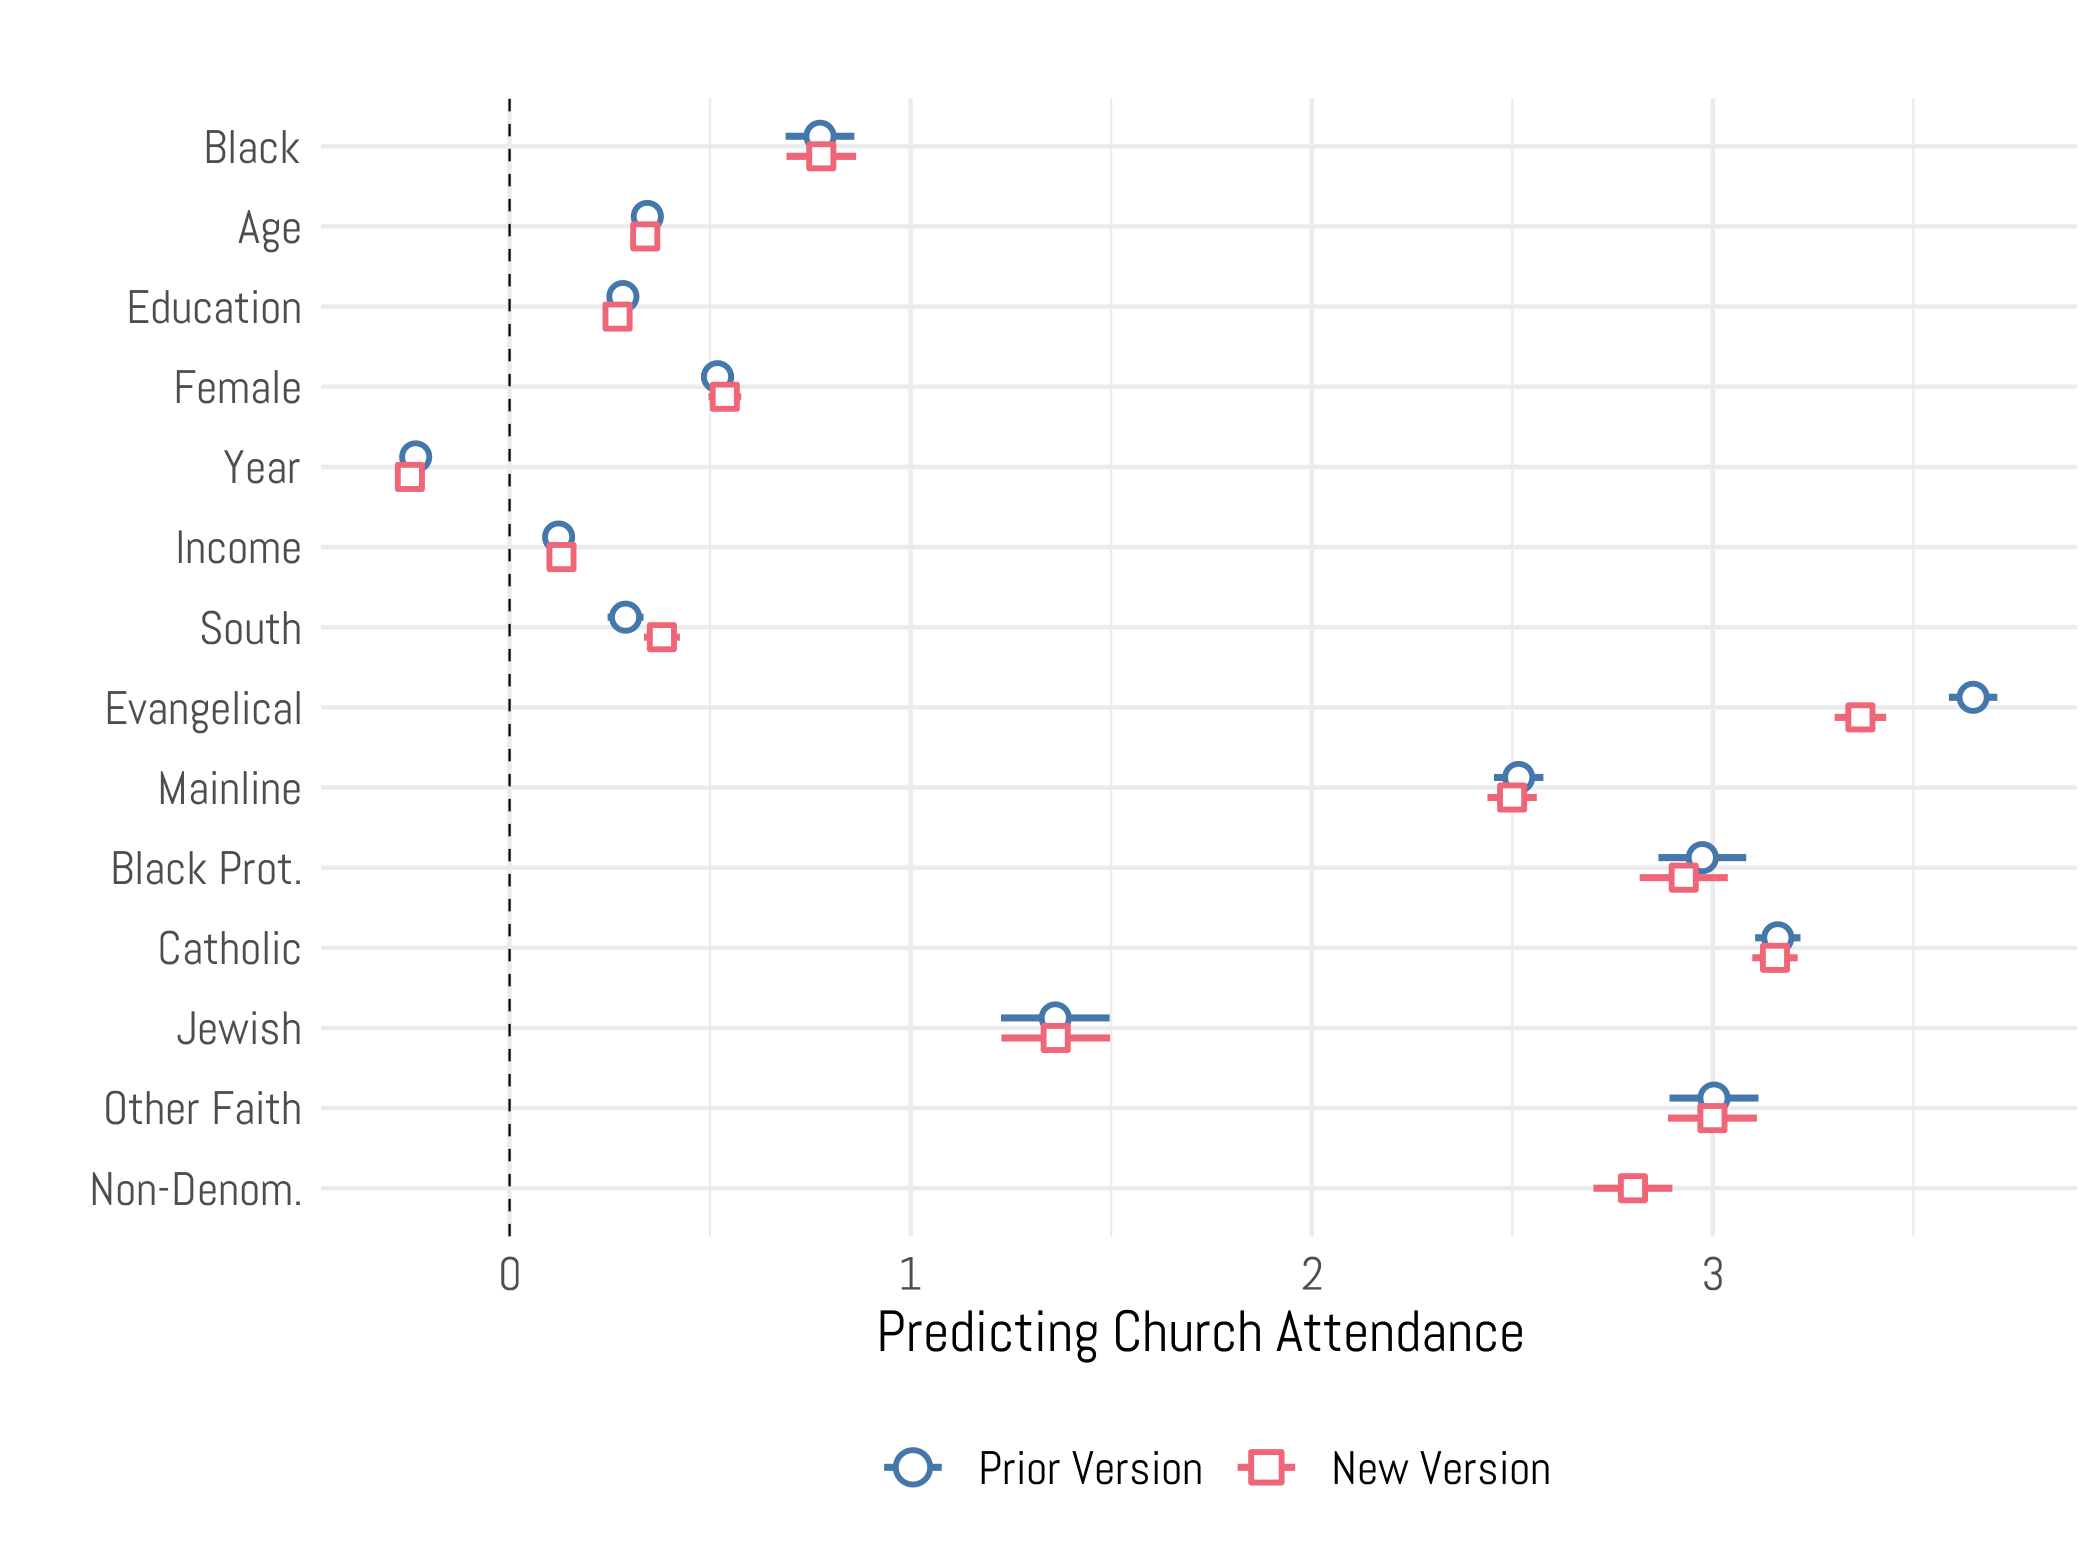 Black
Age
Education
Female
Year
Income
South
Evangelical
Mainline
Black Prot.
Catholic
Jewish
Other Faith
Non-Denom.
0 1 2 3
Predicting Church Attendance
Prior Version New Version